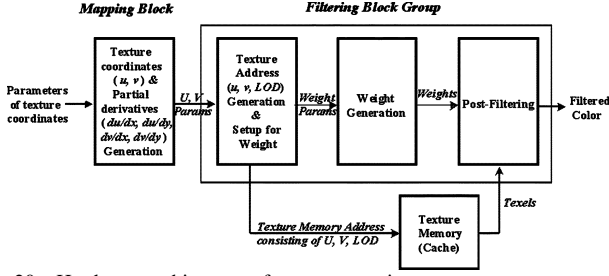 Mapping Block
Filtering Block Group
Parameters
of texture
coordinates
Texture
coordinates
(u, v) &
Partial
derivatives
(du/dx, du/dy,
dv/dx, dv/dy)
Generation
U, V
Params
Texture
Address
(u, v, LOD)
Generation
&
Setup for
Weight
Weight
Params
Weight
Generation
Weights
Post-Filtering
Filtered
Color
Texture Memory Address
consisting of U, V, LOD
Texture
Memory
(Cache)
Texels